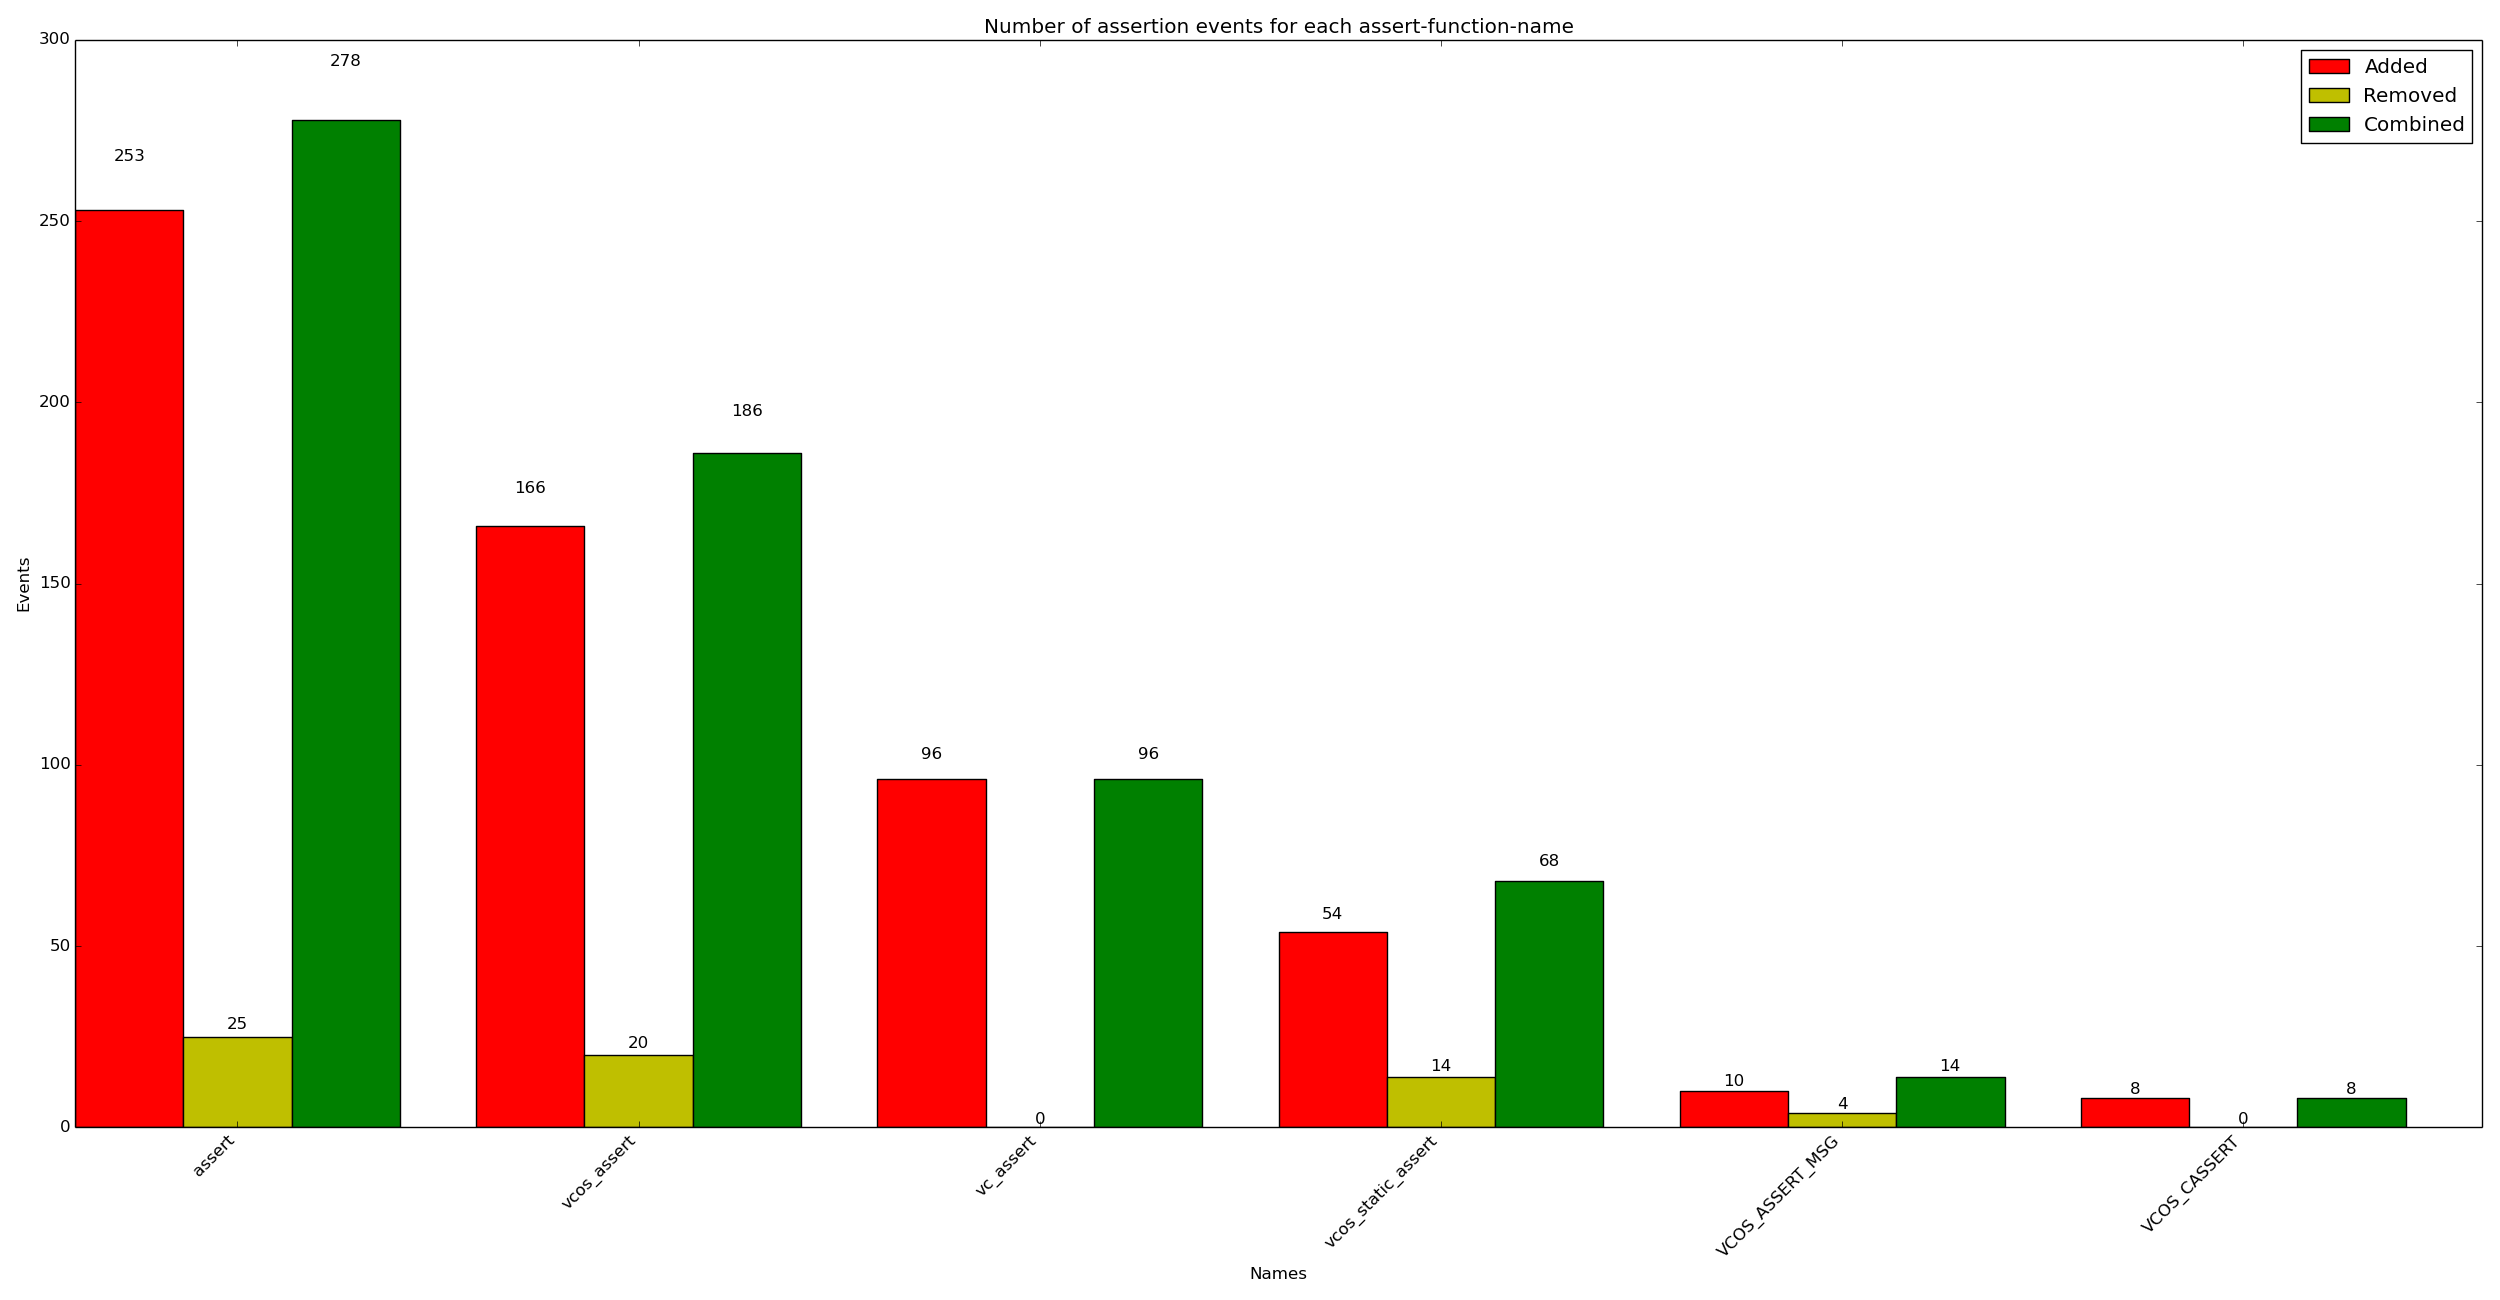 Number of assertion events for each assert-function-name
Added
Removed
Combined
300
250
200
150
100
50
0
Events
253
25
278
166
20
186
96
0
96
54
14
68
10
4
14
8
0
8
assert
vcos_assert
vc_assert
vcos_static_assert
VCOS_ASSERT_MSG
VCOS_CASSERT
Names